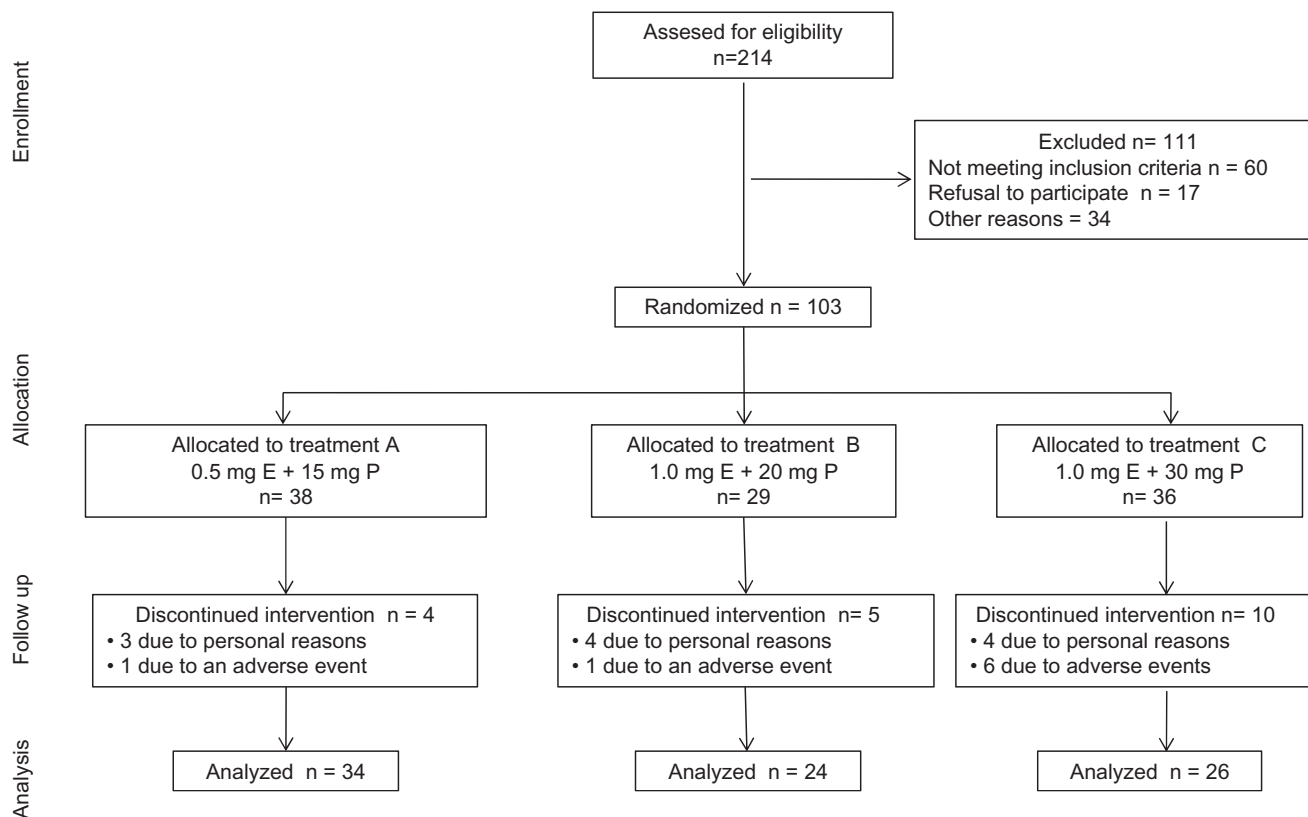 Enrollment
Assesed for eligibility
n=214
Excluded n= 111
Not meeting inclusion criteria n = 60
Refusal to participate n = 17
Other reasons = 34
Randomized n = 103
Allocation
Allocated to treatment A
0.5 mg E + 15 mg P
n= 38
Allocated to treatment B
1.0 mg E + 20 mg P
n= 29
Allocated to treatment C
1.0 mg E + 30 mg P
n= 36
Follow up
Discontinued intervention n = 4
• 3 due to personal reasons
• 1 due to an adverse event
Discontinued intervention n= 5
• 4 due to personal reasons
• 1 due to an adverse event
Discontinued intervention n= 10
• 4 due to personal reasons
• 6 due to adverse events
Analysis
Analyzed n = 34
Analyzed n = 24
Analyzed n = 26